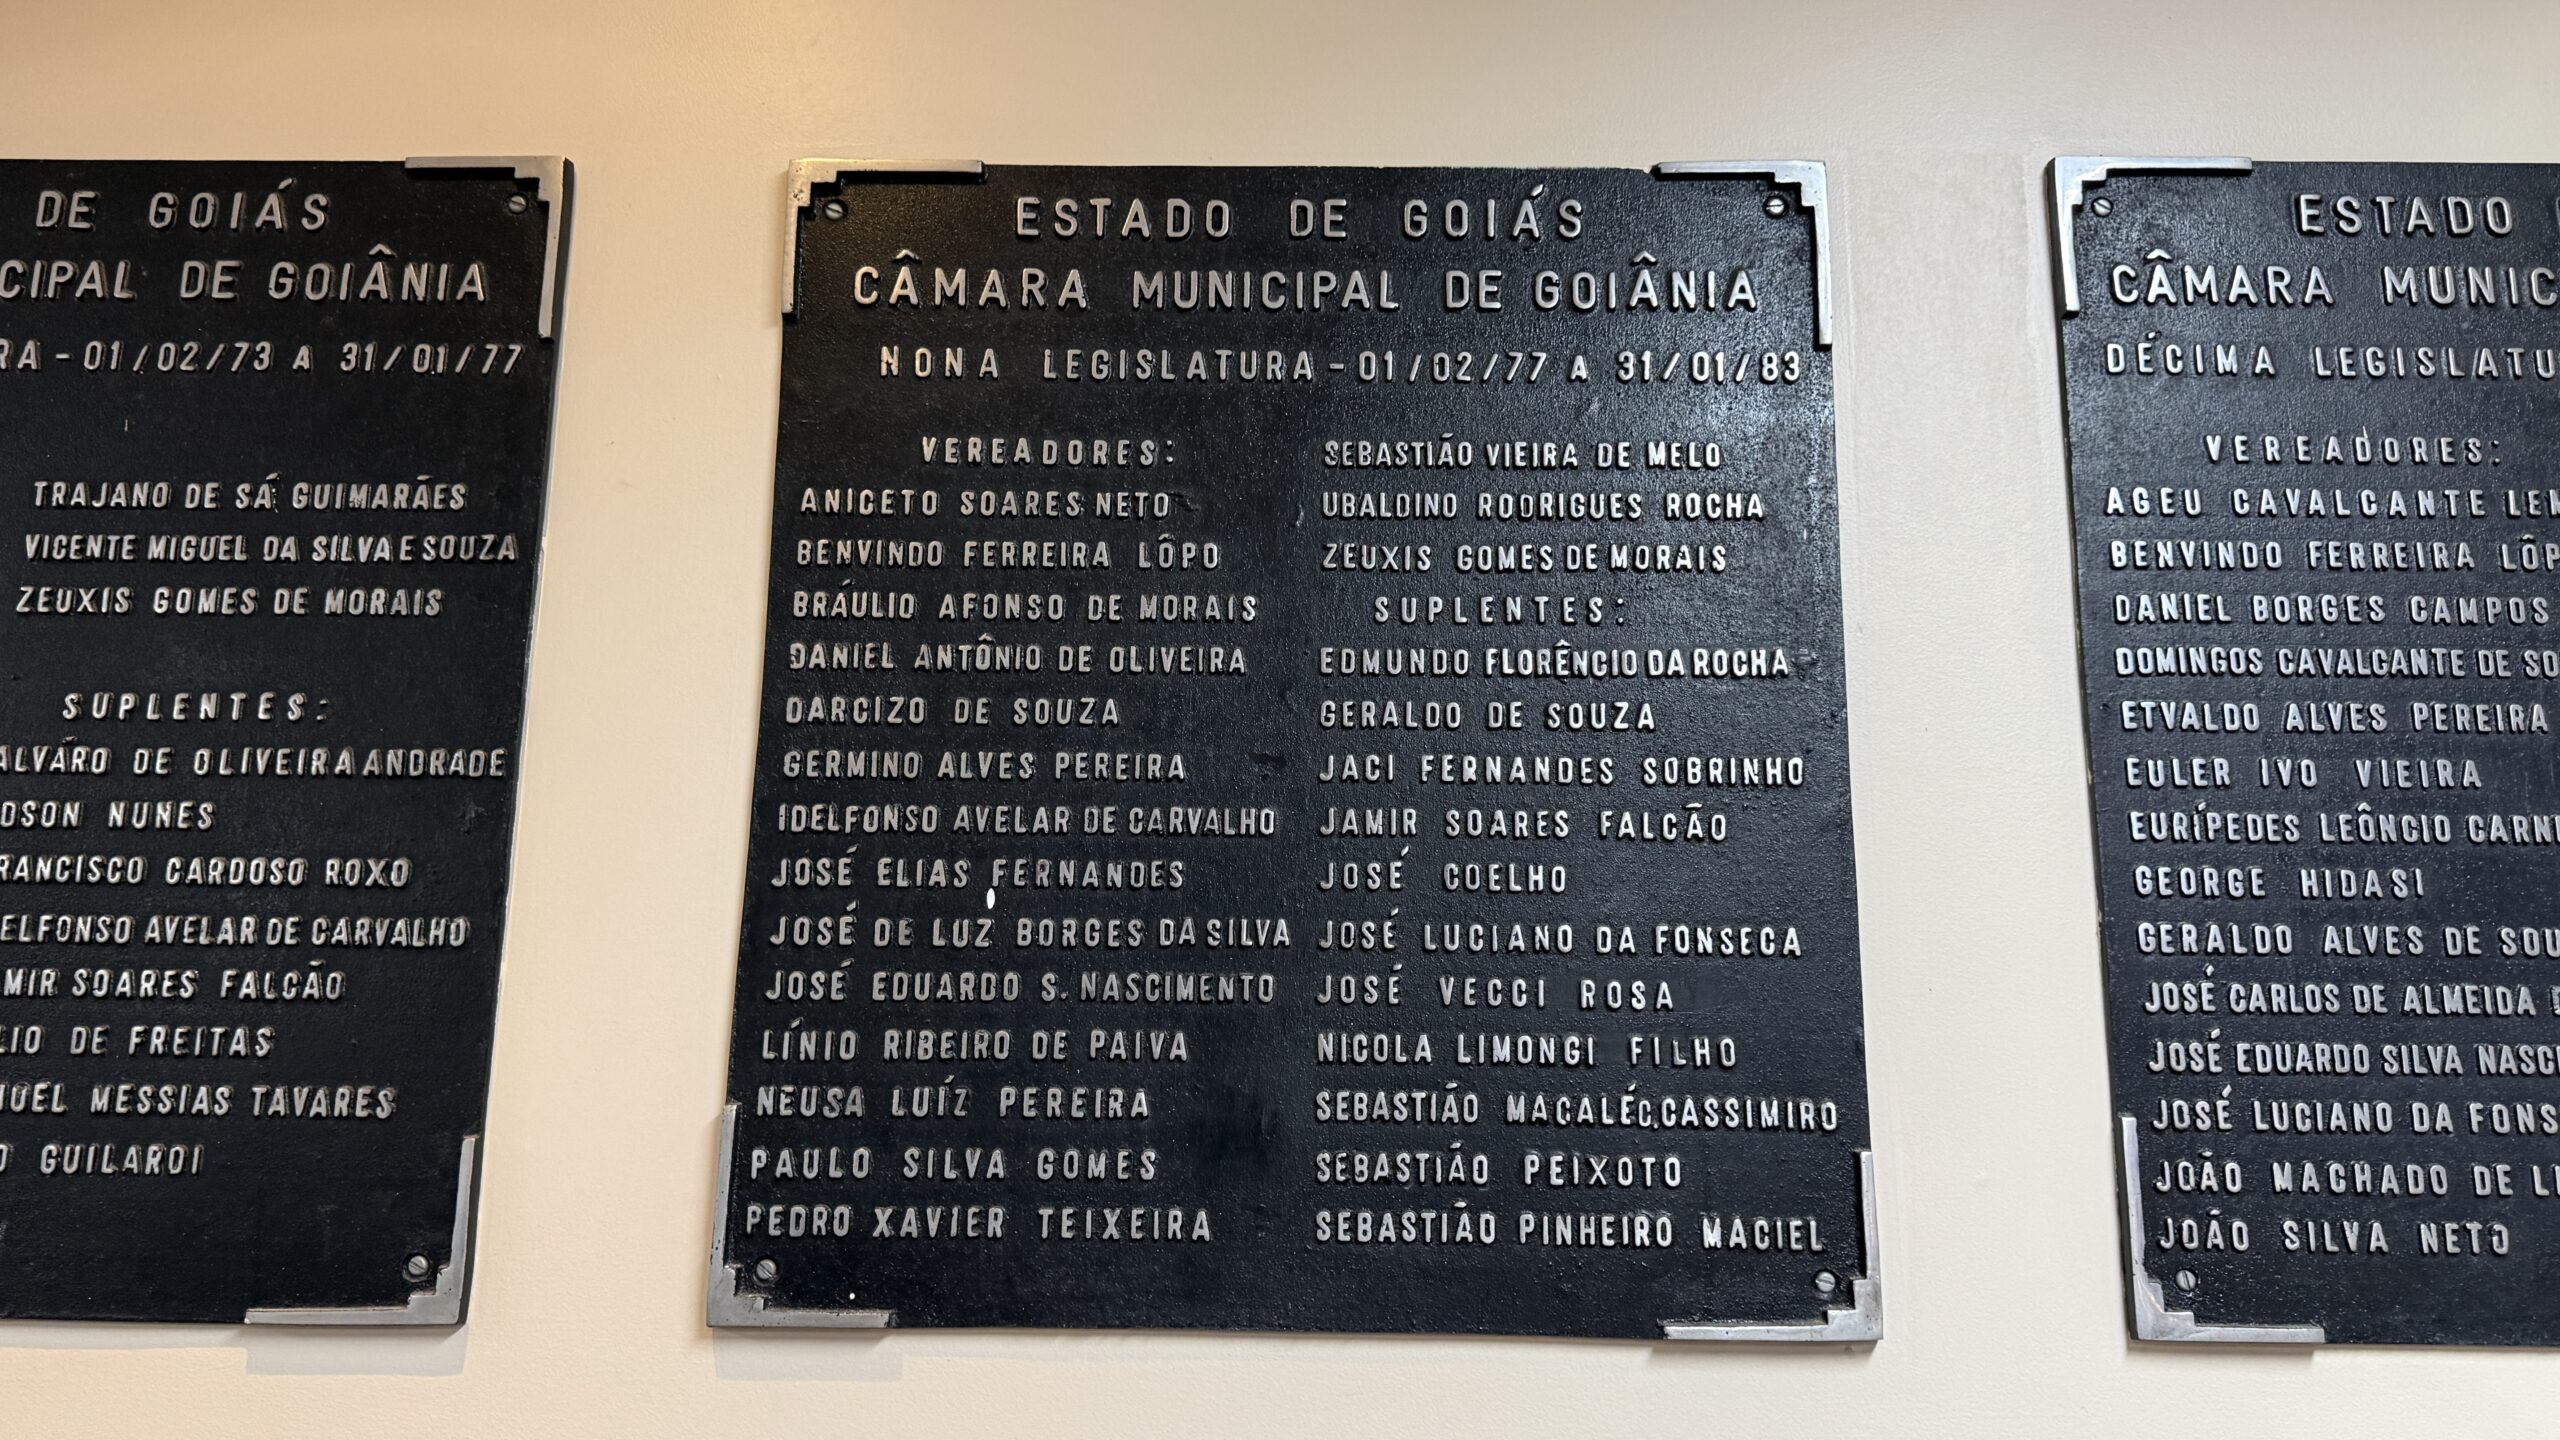 DE GOIÁS
CIPAL DE GOIÂNIA
RA - 01/02/73 A 31/01/77
TRAJANO DE SÁ GUIMARÃES
VICENTE MIGUEL DA SILVA E SOUZA
ZEUXIS GOMES DE MORAIS
SUPLENTES:
ALVÁRO DE OLIVEIRA ANDRADE
DSON NUNES
RANCISCO CARDOSO ROXO
ELFONSO AVELAR DE CARVALHO
MIR SOARES FALCÃO
LIO DE FREITAS
NUEL MESSIAS TAVARES
O GUILARDI
ESTADO DE GOIÁS
CÂMARA MUNICIPAL DE GOIÂNIA
NONA LEGISLATURA - 01/02/77 A 31/01/83
VEREADORES:
ANICETO SOARES NETO
BENVINDO FERREIRA LÔPO
BRÁULIO AFONSO DE MORAIS
DANIEL ANTÔNIO DE OLIVEIRA
DARCIZO DE SOUZA
GERMINO ALVES PEREIRA
IDELFONSO AVELAR DE CARVALHO
JOSÉ ELIAS FERNANDES
JOSÉ DE LUZ BORGES DA SILVA
JOSÉ EDUARDO S. NASCIMENTO
LÍNIO RIBEIRO DE PAIVA
NEUSA LUÍZ PEREIRA
PAULO SILVA GOMES
PEDRO XAVIER TEIXEIRA
SEBASTIÃO VIEIRA DE MELO
UBALDINO RODRIGUES ROCHA
ZEUXIS GOMES DE MORAIS
SUPLENTES:
EDMUNDO FLORÊNCIO DA ROCHA
GERALDO DE SOUZA
JACI FERNANDES SOBRINHO
JAMIR SOARES FALCÃO
JOSÉ COELHO
JOSÉ LUCIANO DA FONSECA
JOSÉ VECCI ROSA
NICOLA LIMONGI FILHO
SEBASTIÃO MACALÉ C. CASSIMIRO
SEBASTIÃO PEIXOTO
SEBASTIÃO PINHEIRO MACIEL
ESTADO
CÂMARA MUNIC
DÉCIMA LEGISLATU
VEREADORES:
AGEU CAVALCANTE LEM
BENVINDO FERREIRA LÔP
DANIEL BORGES CAMPOS
DOMINGOS CAVALCANTE DE SO
ETVALDO ALVES PEREIRA
EULER IVO VIEIRA
EURÍPEDES LEÔNCIO CARN
GEORGE HIDASI
GERALDO ALVES DE SOU
JOSÉ CARLOS DE ALMEIDA
JOSÉ EDUARDO SILVA NASC
JOSÉ LUCIANO DA FONS
JOÃO MACHADO DE L
JOÃO SILVA NETO